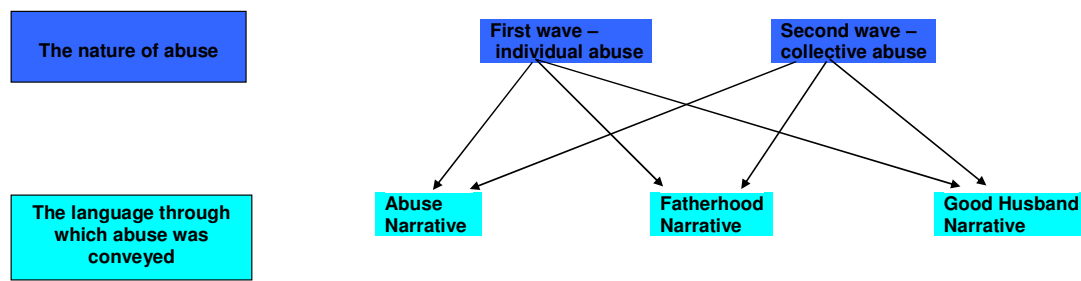 The nature of abuse
First wave –
individual abuse
Second wave –
collective abuse
The language through
which abuse was
conveyed
Abuse
Narrative
Fatherhood
Narrative
Good Husband
Narrative